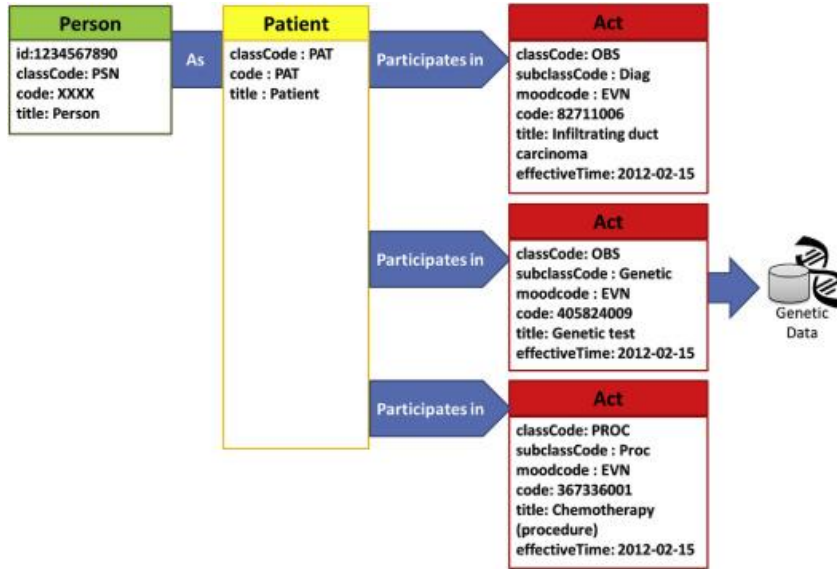 Person
id:1234567890
classCode: PSN
code: XXXX
title: Person
As
Patient
classCode : PAT
code : PAT
title : Patient
Participates in
Act
classCode: OBS
subclassCode : Diag
moodcode : EVN
code: 82711006
title: Infiltrating duct
carcinoma
effectiveTime: 2012-02-15
Participates in
Act
classCode: OBS
subclassCode : Genetic
moodcode : EVN
code: 405824009
title: Genetic test
effectiveTime: 2012-02-15
Genetic
Data
Participates in
Act
classCode: PROC
subclassCode : Proc
moodcode : EVN
code: 367336001
title: Chemotherapy
(procedure)
effectiveTime: 2012-02-15